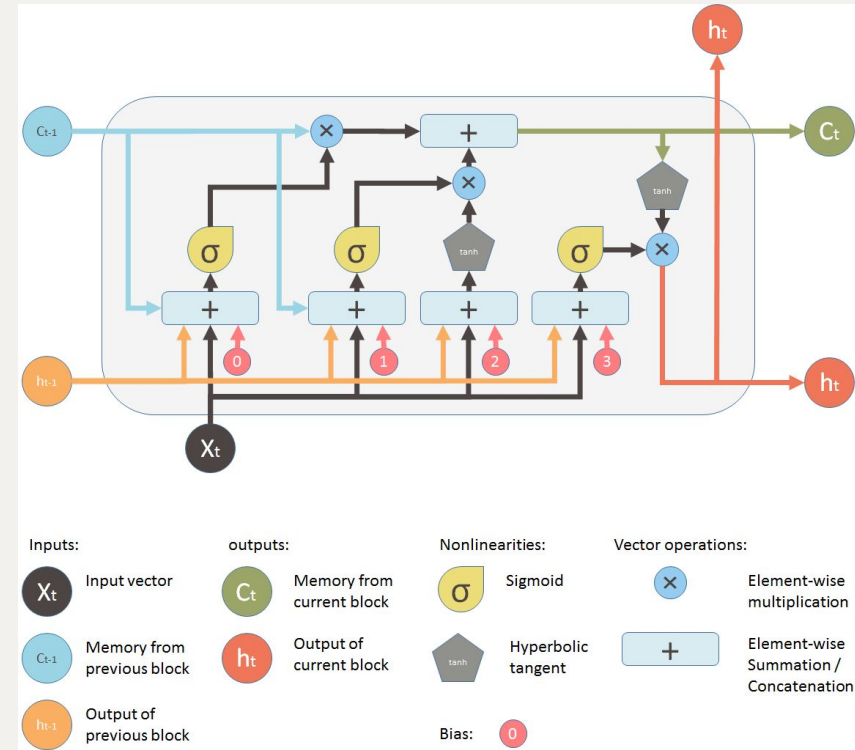 ht
Ct-1
×
+
Ct
×
tanh
σ
σ
tanh
σ
×
+
+
+
+
0
1
2
3
ht-1
ht
Xt
Inputs:
outputs:
Nonlinearities:
Vector operations:
Xt
Input vector
Ct
Memory from
current block
σ
Sigmoid
×
Element-wise
multiplication
Ct-1
Memory from
previous block
ht
Output of
current block
tanh
Hyperbolic
tangent
+
Element-wise
Summation /
Concatenation
ht-1
Output of
previous block
Bias:
0